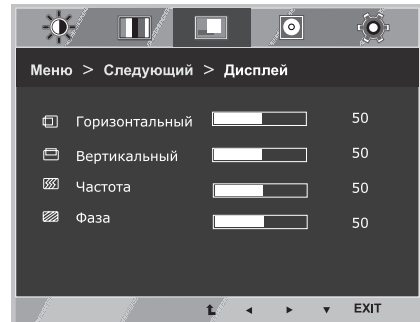 Меню > Следующий > Дисплей
Горизонтальный 50
Вертикальный 50
Частота 50
Фаза 50
EXIT